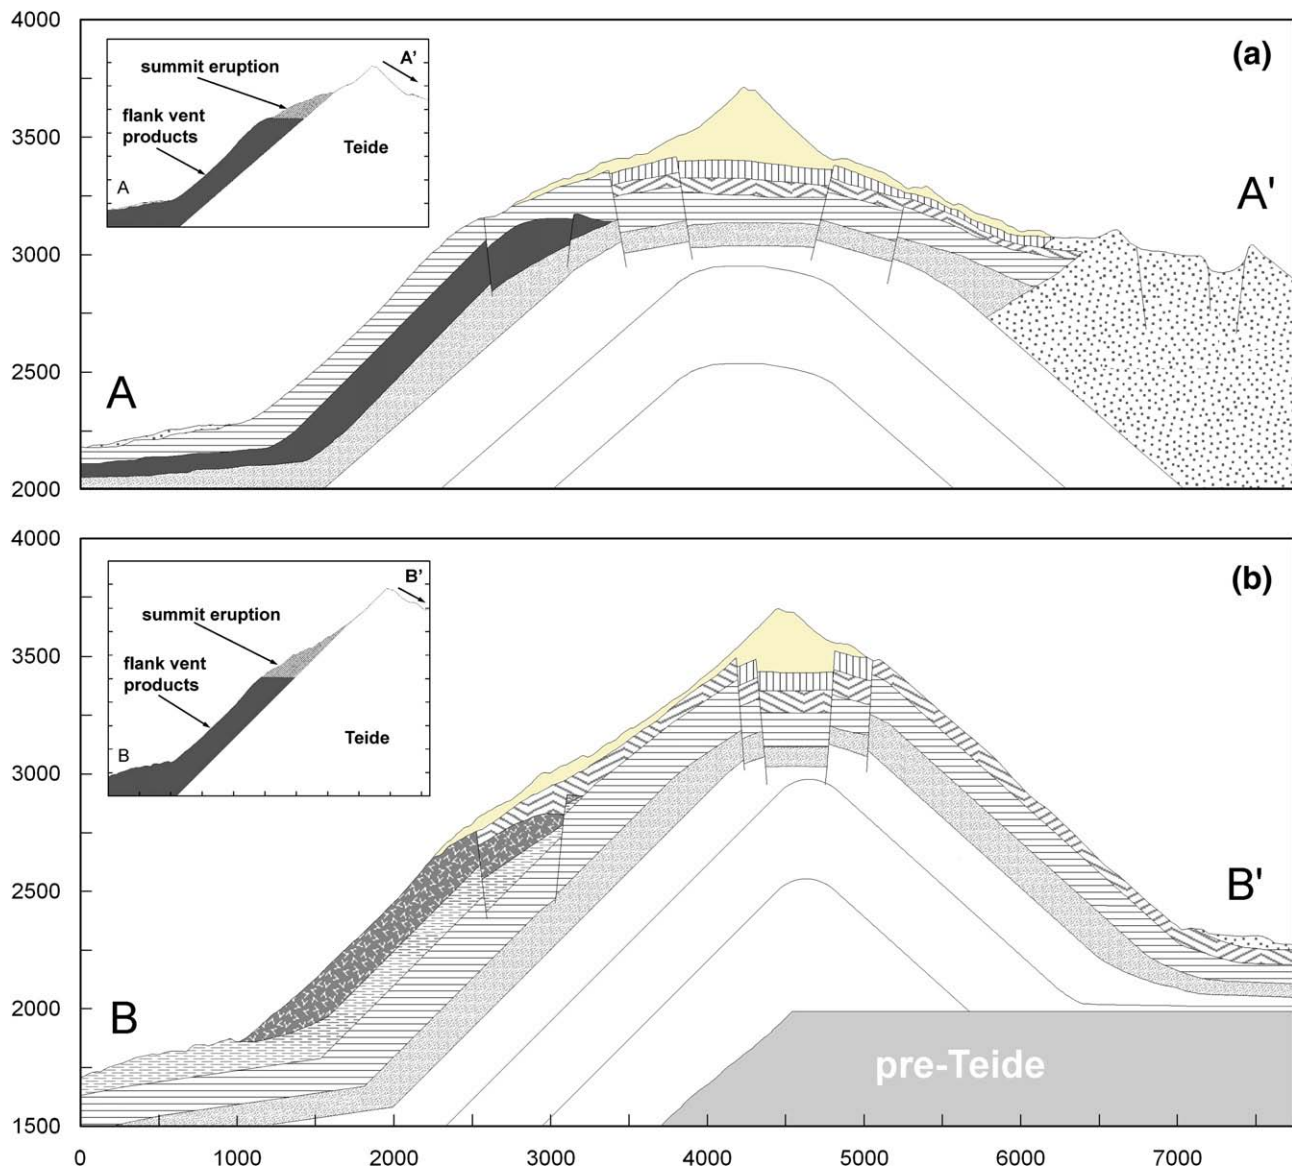 4000
3500
3000
2500
2000
(a)
A'
summit eruption
flank vent
products
Teide
A
A
A'
4000
3500
3000
2500
2000
1500
(b)
B'
summit eruption
flank vent
products
Teide
B
B
B'
pre-Teide
0 1000 2000 3000 4000 5000 6000 7000